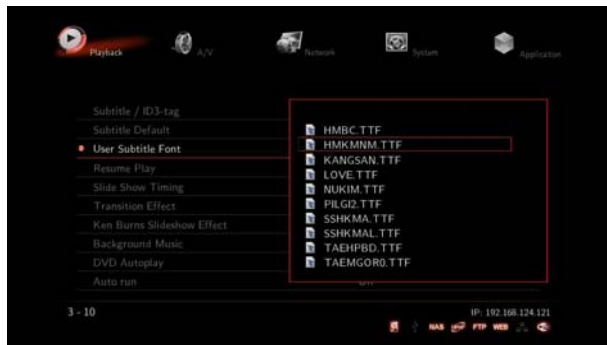 Playback
A/V
Network
System
Application
Subtitle / ID3-tag
Subtitle Default
User Subtitle Font
Resume Play
Slide Show Timing
Transition Effect
Ken Burns Slideshow Effect
Background Music
DVD Autoplay
Auto run
HMBC.TTF
HMKMNM.TTF
KANGSAN.TTF
LOVE.TTF
NUKIM.TTF
PILGI2.TTF
SSHKMA.TTF
SSHKMAL.TTF
TAEHPBD.TTF
TAEMGOR0.TTF
3 - 10
IP: 192.168.124.121
NAS
FTP WEB